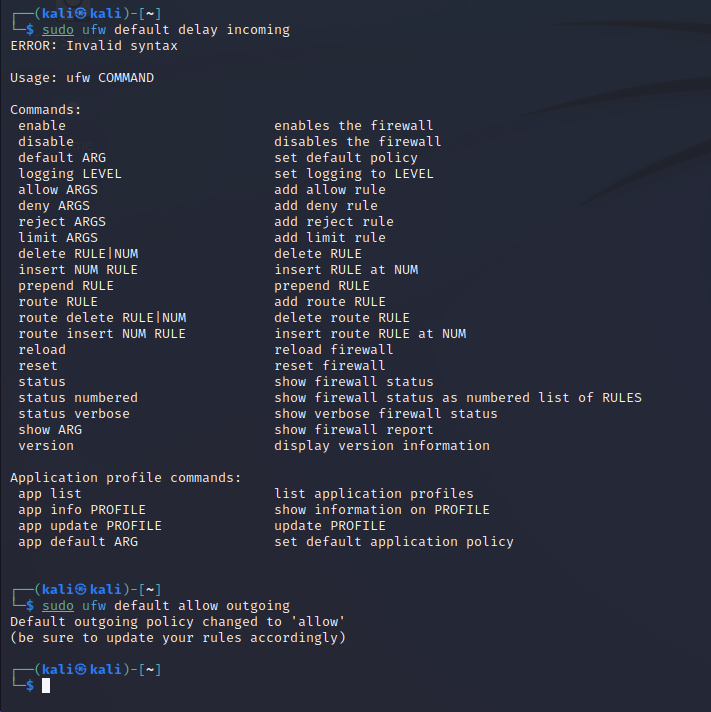 ┌──(kali㉿kali)-[~]
└─$ sudo ufw default delay incoming
ERROR: Invalid syntax

Usage: ufw COMMAND

Commands:
 enable                          enables the firewall
 disable                         disables the firewall
 default ARG                     set default policy
 logging LEVEL                   set logging to LEVEL
 allow ARGS                      add allow rule
 deny ARGS                       add deny rule
 reject ARGS                     add reject rule
 limit ARGS                      add limit rule
 delete RULE|NUM                 delete RULE
 insert NUM RULE                 insert RULE at NUM
 prepend RULE                    prepend RULE
 route RULE                      add route RULE
 route delete RULE|NUM           delete route RULE
 route insert NUM RULE           insert route RULE at NUM
 reload                          reload firewall
 reset                           reset firewall
 status                          show firewall status
 status numbered                 show firewall status as numbered list of RULES
 status verbose                  show verbose firewall status
 show ARG                        show firewall report
 version                         display version information

Application profile commands:
 app list                        list application profiles
 app info PROFILE                show information on PROFILE
 app update PROFILE              update PROFILE
 app default ARG                 set default application policy

┌──(kali㉿kali)-[~]
└─$ sudo ufw default allow outgoing
Default outgoing policy changed to 'allow'
(be sure to update your rules accordingly)

┌──(kali㉿kali)-[~]
└─$